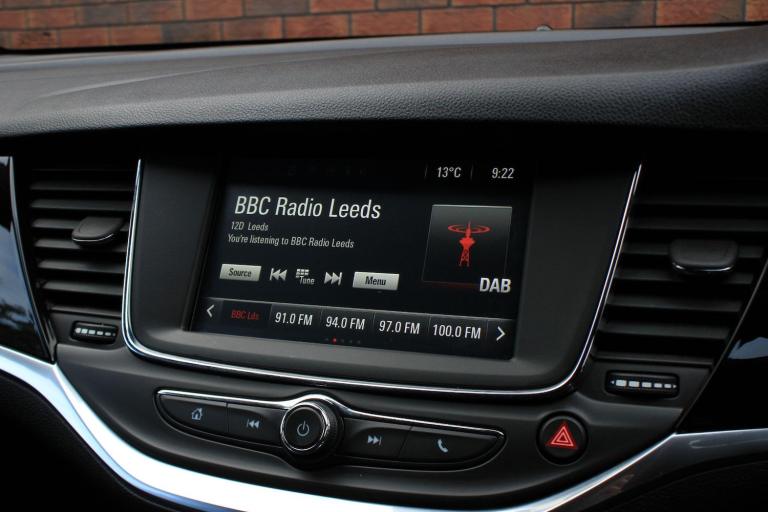 13°C 9:22
BBC Radio Leeds
12D Leeds
You're listening to BBC Radio Leeds
Source Tune Menu
DAB
BBC Lds 91.0 FM 94.0 FM 97.0 FM 100.0 FM